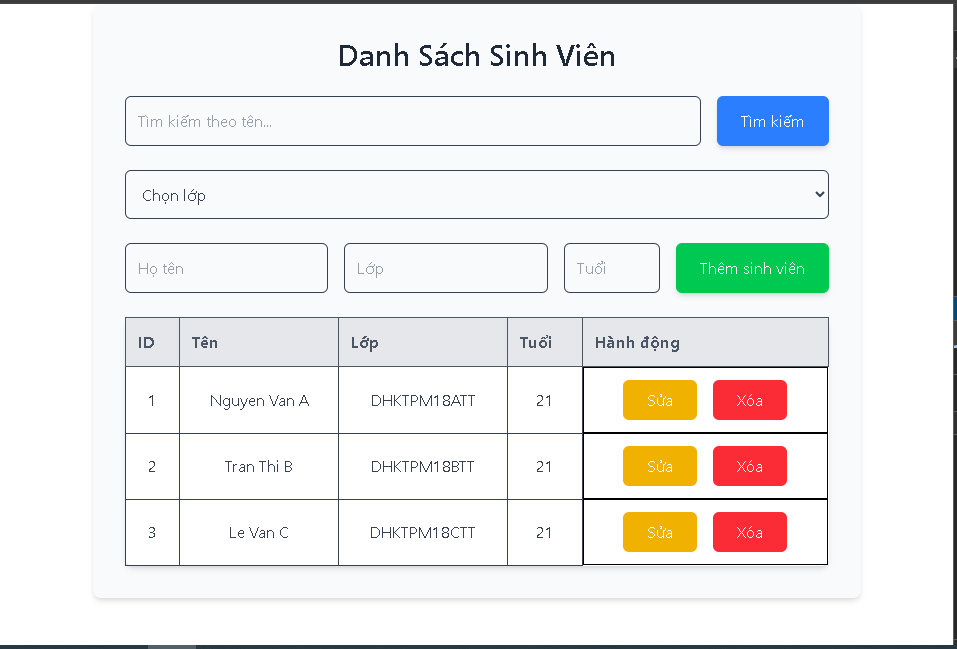 Danh Sách Sinh Viên
Tìm kiếm theo tên... Tìm kiếm
Chọn lớp
Họ tên Lớp Tuổi Thêm sinh viên
ID Tên Lớp Tuổi Hành động
1 Nguyen Van A DHKTPM18ATT 21 Sửa Xóa
2 Tran Thi B DHKTPM18BTT 21 Sửa Xóa
3 Le Van C DHKTPM18CTT 21 Sửa Xóa